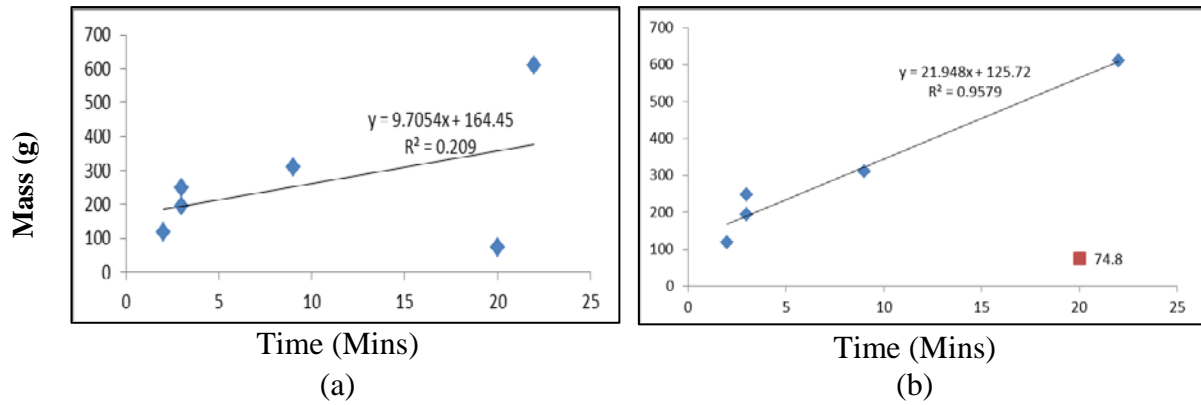 Mass (g)
700
600
500
400
300
200
100
0
y = 9.7054x + 164.45
R² = 0.209
0 5 10 15 20 25
Time (Mins)
(a)
700
600
500
400
300
200
100
0
y = 21.948x + 125.72
R² = 0.9579
74.8
0 5 10 15 20 25
Time (Mins)
(b)